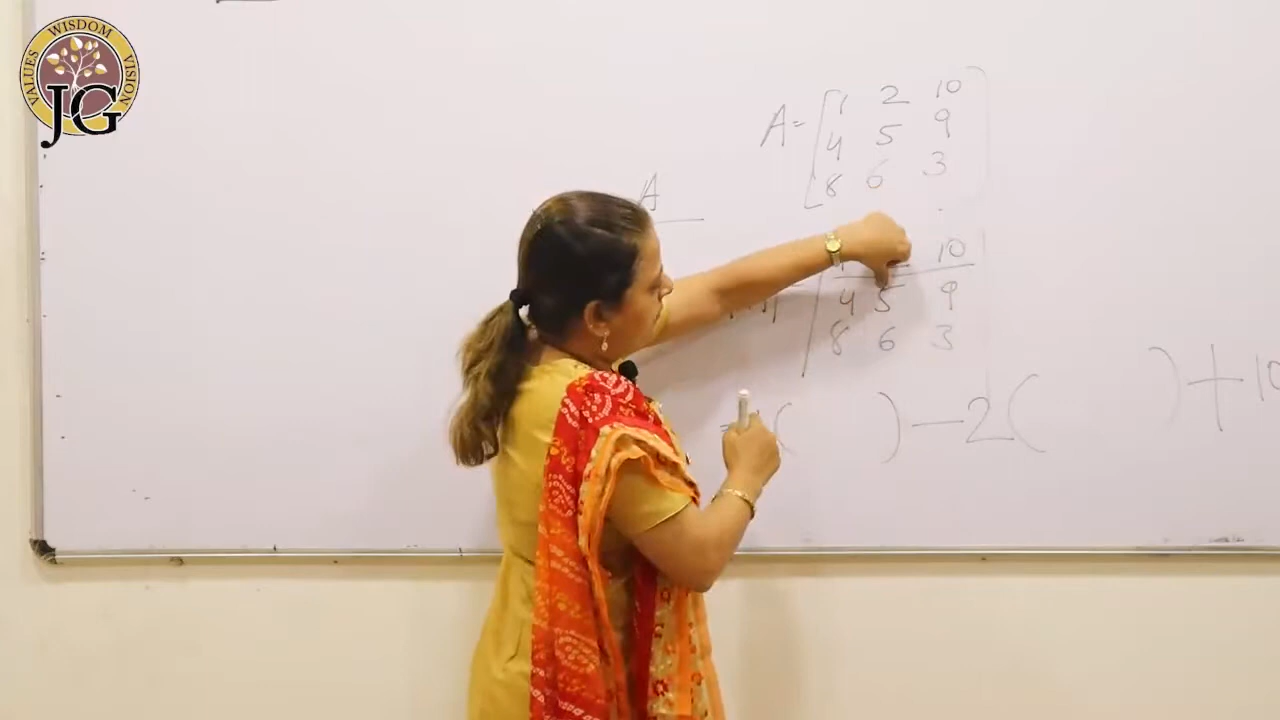 VALUES WISDOM VISION
JG
A
A= [ 1 2 10
4 5 9
8 6 3 ]
10
4 5 9
8 6 3
( ) - 2 ( ) + 10